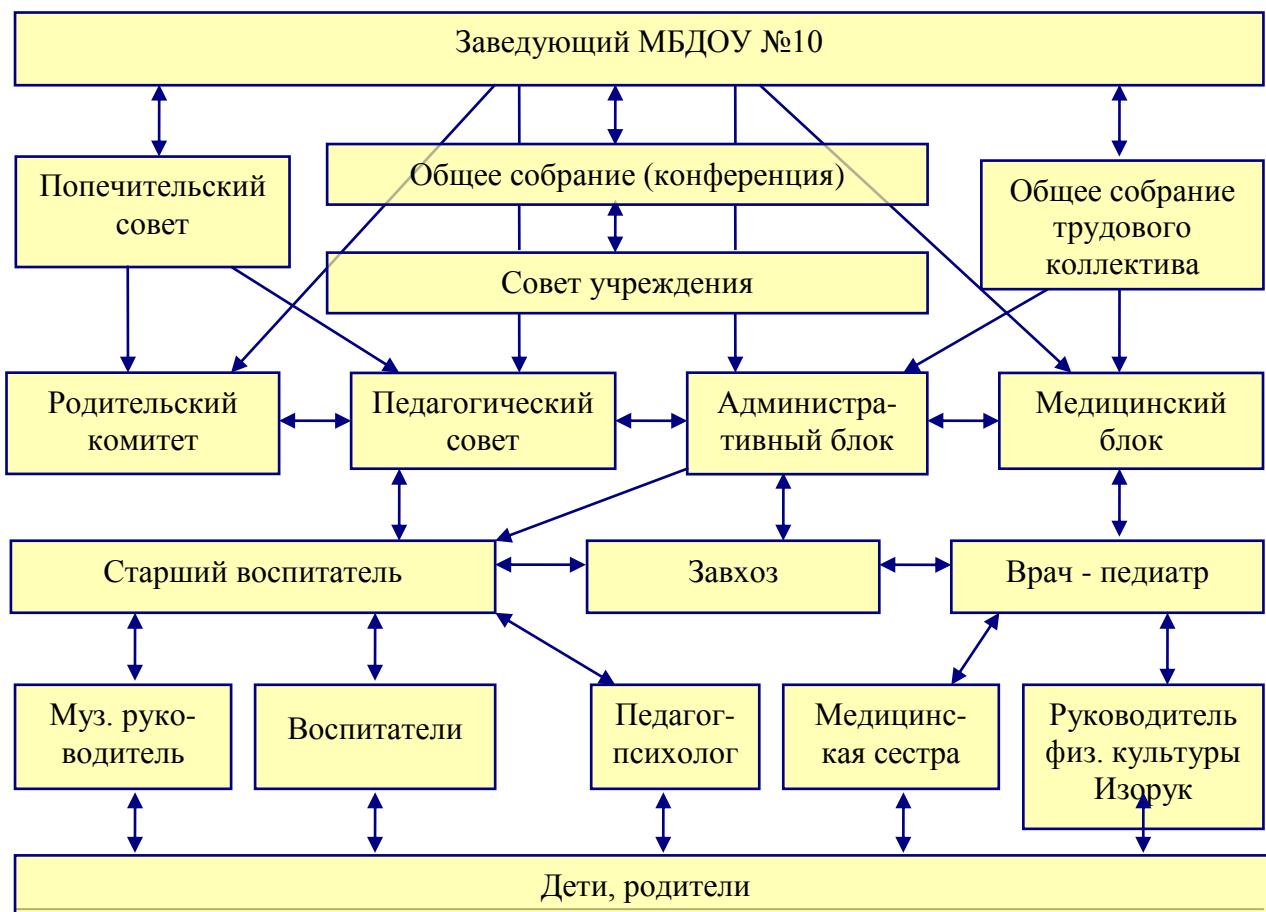 Заведующий МБДОУ №10
Общее собрание (конференция)
Попечительский
совет
Общее собрание
трудового
коллектива
Совет учреждения
Родительский
комитет
Педагогический
совет
Администра-
тивный блок
Медицинский
блок
Старший воспитатель
Завхоз
Врач - педиатр
Муз. руко-
водитель
Воспитатели
Педагог-
психолог
Медицинс-
кая сестра
Руководитель
физ. культуры
Изорук
Дети, родители